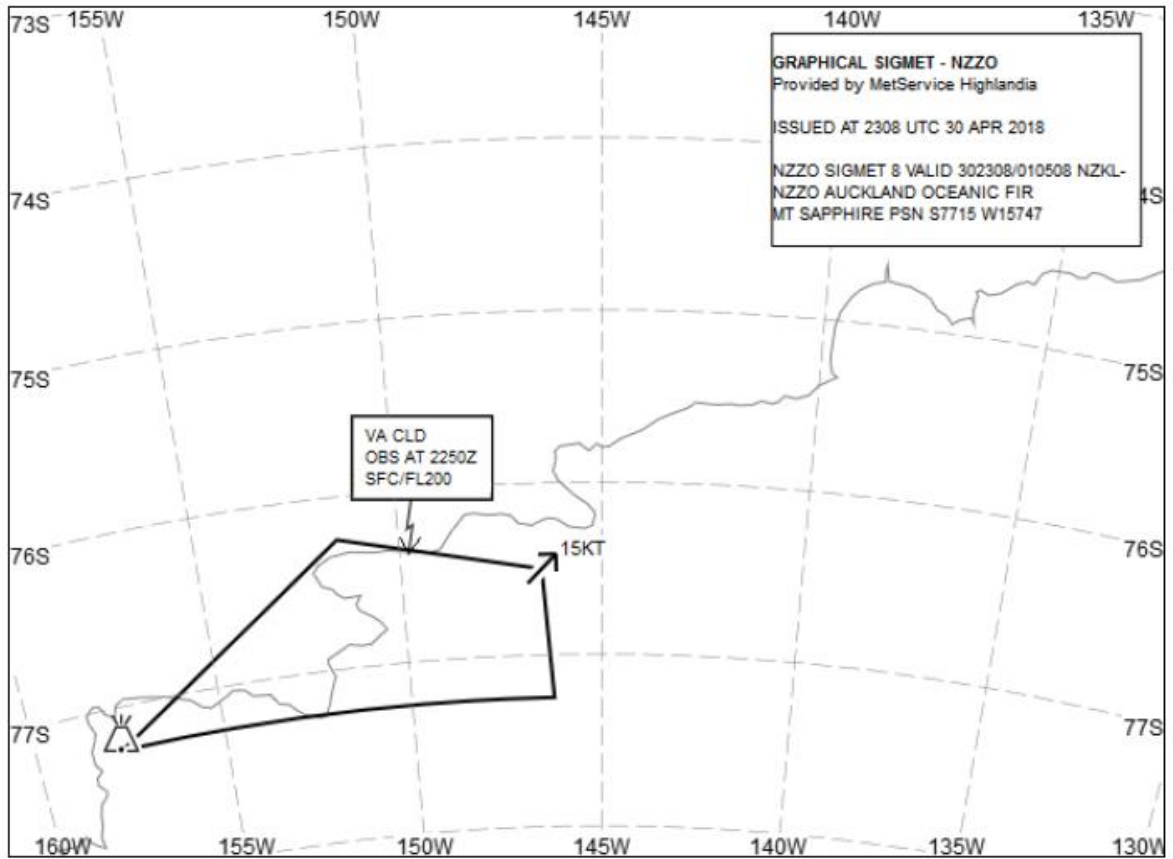 73S 155W 150W 145W 140W 135W
GRAPHICAL SIGMET - NZZO
Provided by MetService Highlandia
ISSUED AT 2308 UTC 30 APR 2018
NZZO SIGMET 8 VALID 302308/010508 NZKL-
NZZO AUCKLAND OCEANIC FIR
MT SAPPHIRE PSN S7715 W15747
74S 4S
75S 75S
VA CLD
OBS AT 2250Z
SFC/FL200
76S 76S
15KT
77S 77S
160W 155W 150W 145W 140W 135W 130W